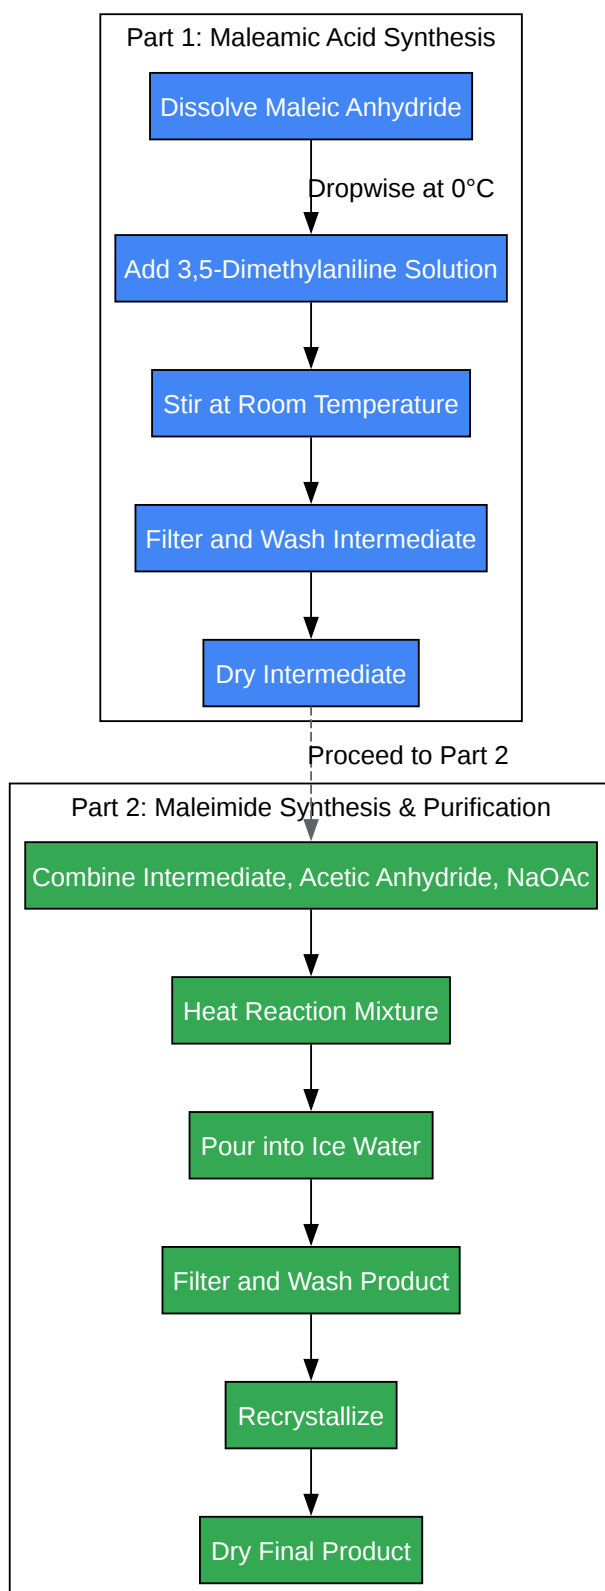 Part 1: Maleamic Acid Synthesis
Dissolve Maleic Anhydride
Dropwise at 0°C
Add 3,5-Dimethylaniline Solution
Stir at Room Temperature
Filter and Wash Intermediate
Dry Intermediate
Proceed to Part 2
Part 2: Maleimide Synthesis & Purification
Combine Intermediate, Acetic Anhydride, NaOAc
Heat Reaction Mixture
Pour into Ice Water
Filter and Wash Product
Recrystallize
Dry Final Product